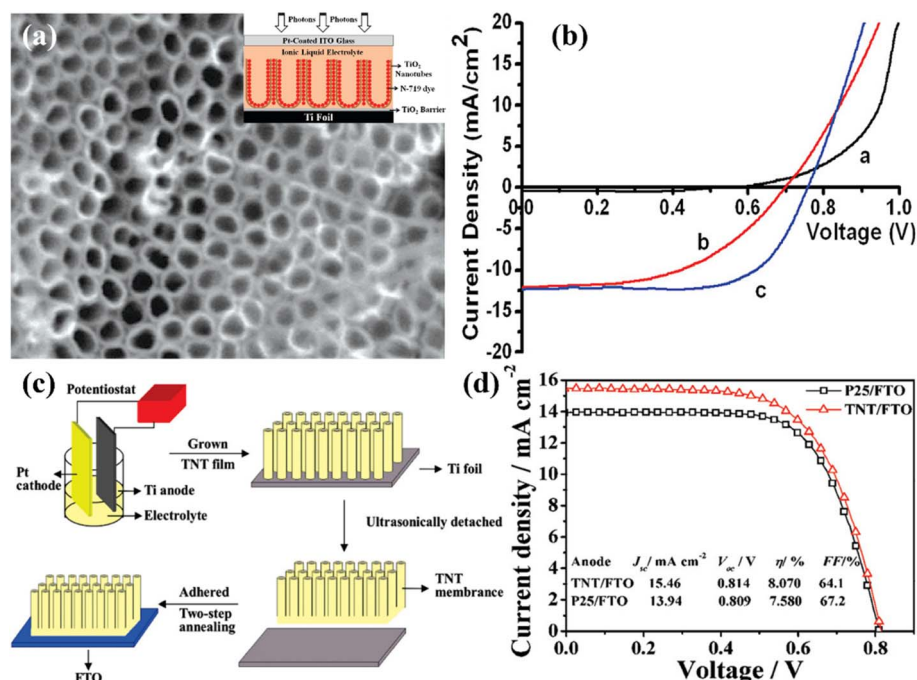 (a)
Photons Photons
Pt-Coated ITO Glass
Ionic Liquid Electrolyte
TiO2
Nanotubes
N-719 dye
TiO2 Barrier
Ti Foil
(b)
Current Density (mA/cm2)
20
15
10
5
0
-5
-10
-15
-20
0.0 0.2 0.4 0.6 0.8 1.0
Voltage (V)
a
b
c
(c)
Potentiostat
Pt
cathode
Ti anode
Electrolyte
Grown
TNT film
Ti foil
Ultrasonically detached
TNT
membrance
Adhered
Two-step
annealing
FTO
(d)
Current density / mA cm-2
16
14
12
10
8
6
4
2
0
P25/FTO
TNT/FTO
Anode Jsc/ mA cm-2 Voc / V η/ % FF/%
TNT/FTO 15.46 0.814 8.070 64.1
P25/FTO 13.94 0.809 7.580 67.2
0.0 0.2 0.4 0.6 0.8
Voltage / V